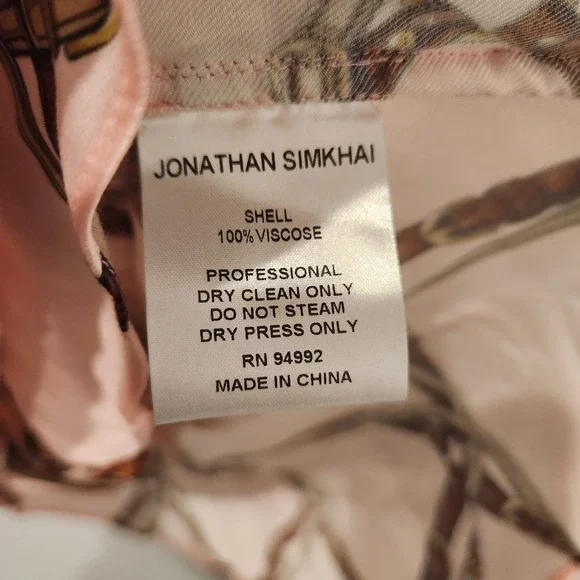 JONATHAN SIMKHAI
SHELL
100% VISCOSE
PROFESSIONAL
DRY CLEAN ONLY
DO NOT STEAM
DRY PRESS ONLY
RN 94992
MADE IN CHINA